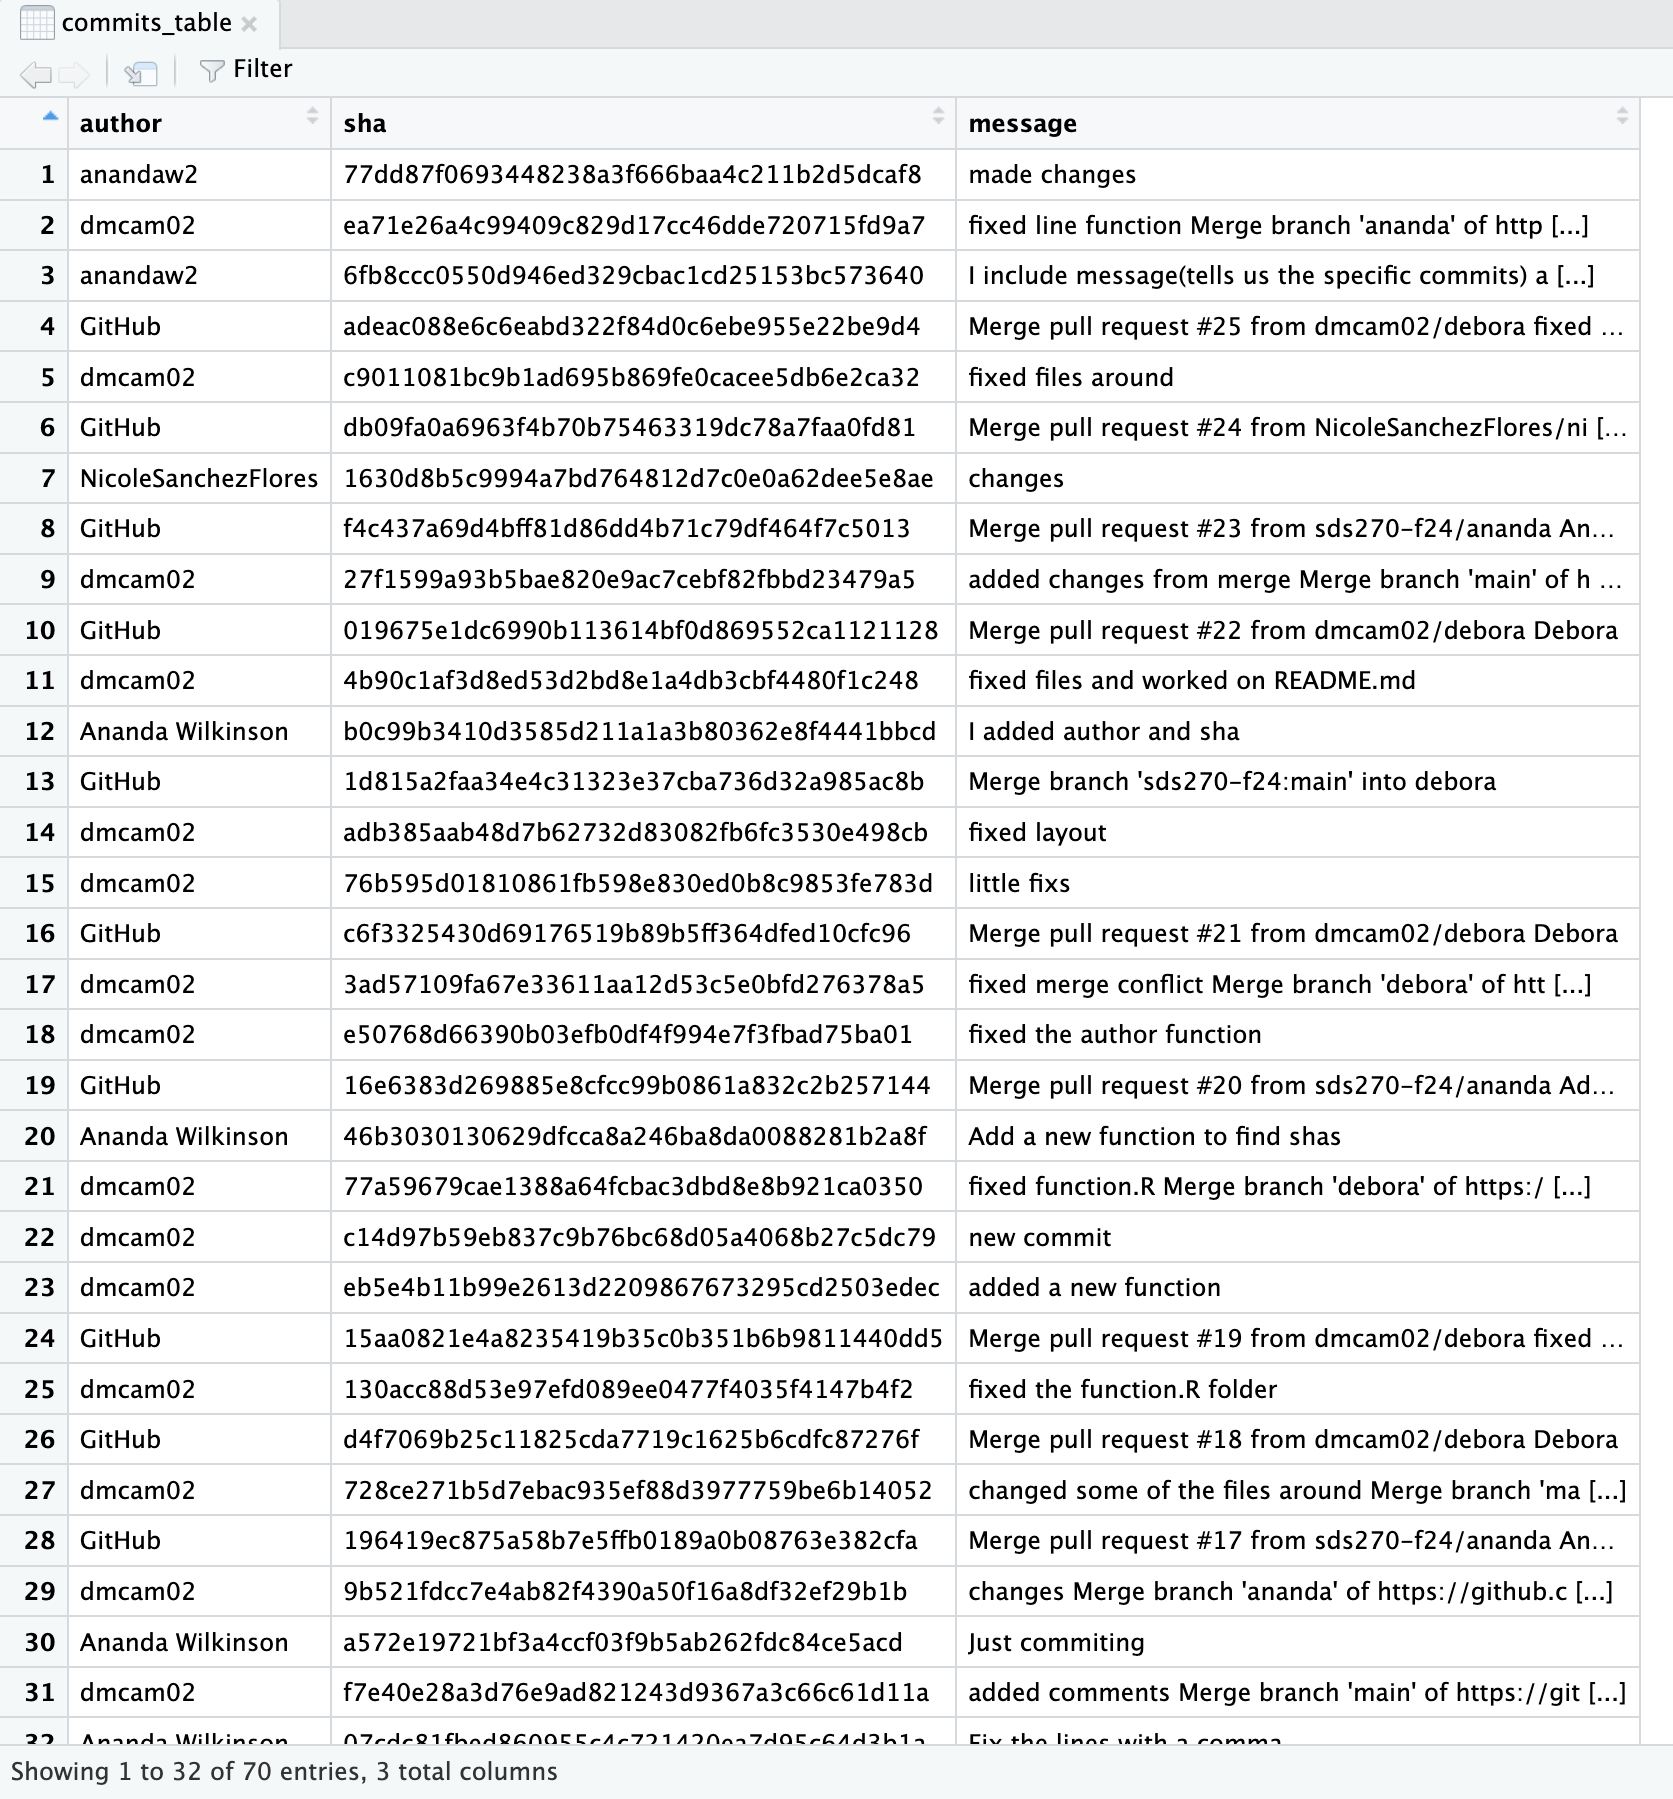 commits_table
Filter
author sha message
1 anandaw2 77dd87f0693448238a3f666baa4c211b2d5dcaf8 made changes
2 dmcam02 ea71e26a4c99409c829d17cc46dde720715fd9a7 fixed line function Merge branch 'ananda' of http [...]
3 anandaw2 6fb8ccc0550d946ed329cbac1cd25153bc573640 I include message(tells us the specific commits) a [...]
4 GitHub adeac088e6c6eabd322f84d0c6ebe955e22be9d4 Merge pull request #25 from dmcam02/debora fixed ...
5 dmcam02 c9011081bc9b1ad695b869fe0cacee5db6e2ca32 fixed files around
6 GitHub db09fa0a6963f4b70b75463319dc78a7faa0fd81 Merge pull request #24 from NicoleSanchezFlores/ni [...
7 NicoleSanchezFlores 1630d8b5c9994a7bd764812d7c0e0a62dee5e8ae changes
8 GitHub f4c437a69d4bff81d86dd4b71c79df464f7c5013 Merge pull request #23 from sds270-f24/ananda An...
9 dmcam02 27f1599a93b5bae820e9ac7cebf82fbbd23479a5 added changes from merge Merge branch 'main' of h ...
10 GitHub 019675e1dc6990b113614bf0d869552ca1121128 Merge pull request #22 from dmcam02/debora Debora
11 dmcam02 4b90c1af3d8ed53d2bd8e1a4db3cbf4480f1c248 fixed files and worked on README.md
12 Ananda Wilkinson b0c99b3410d3585d211a1a3b80362e8f4441bbcd I added author and sha
13 GitHub 1d815a2faa34e4c31323e37cba736d32a985ac8b Merge branch 'sds270-f24:main' into debora
14 dmcam02 adb385aab48d7b62732d83082fb6fc3530e498cb fixed layout
15 dmcam02 76b595d01810861fb598e830ed0b8c9853fe783d little fixs
16 GitHub c6f3325430d69176519b89b5ff364dfed10cfc96 Merge pull request #21 from dmcam02/debora Debora
17 dmcam02 3ad57109fa67e33611aa12d53c5e0bfd276378a5 fixed merge conflict Merge branch 'debora' of htt [...]
18 dmcam02 e50768d66390b03efb0df4f994e7f3fbad75ba01 fixed the author function
19 GitHub 16e6383d269885e8cfcc99b0861a832c2b257144 Merge pull request #20 from sds270-f24/ananda Ad...
20 Ananda Wilkinson 46b3030130629dfcca8a246ba8da0088281b2a8f Add a new function to find shas
21 dmcam02 77a59679cae1388a64fcbac3dbd8e8b921ca0350 fixed function.R Merge branch 'debora' of https:/ [...]
22 dmcam02 c14d97b59eb837c9b76bc68d05a4068b27c5dc79 new commit
23 dmcam02 eb5e4b11b99e2613d2209867673295cd2503edec added a new function
24 GitHub 15aa0821e4a8235419b35c0b351b6b9811440dd5 Merge pull request #19 from dmcam02/debora fixed ...
25 dmcam02 130acc88d53e97efd089ee0477f4035f4147b4f2 fixed the function.R folder
26 GitHub d4f7069b25c11825cda7719c1625b6cdfc87276f Merge pull request #18 from dmcam02/debora Debora
27 dmcam02 728ce271b5d7ebac935ef88d3977759be6b14052 changed some of the files around Merge branch 'ma [...]
28 GitHub 196419ec875a58b7e5ffb0189a0b08763e382cfa Merge pull request #17 from sds270-f24/ananda An...
29 dmcam02 9b521fdcc7e4ab82f4390a50f16a8df32ef29b1b changes Merge branch 'ananda' of https://github.c [...]
30 Ananda Wilkinson a572e19721bf3a4ccf03f9b5ab262fdc84ce5acd Just commiting
31 dmcam02 f7e40e28a3d76e9ad821243d9367a3c66c61d11a added comments Merge branch 'main' of https://git [...]
32 Ananda Wilkinson 07cdc81fbed860955c4c721420ea7d95c64d3b1a Fix the lines with a comma
Showing 1 to 32 of 70 entries, 3 total columns